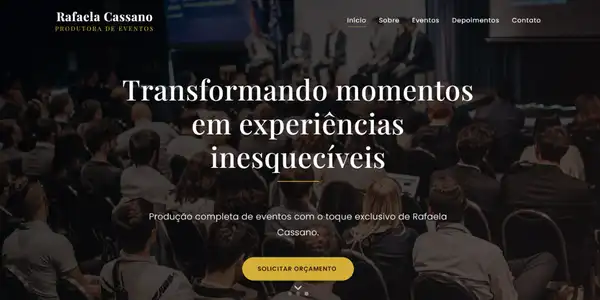 Rafaela Cassano
PRODUTORA DE EVENTOS
Início Sobre Eventos Depoimentos Contato
Transformando momentos
em experiências
inesquecíveis
Produção completa de eventos com o toque exclusivo de Rafaela
Cassano.
SOLICITAR ORÇAMENTO